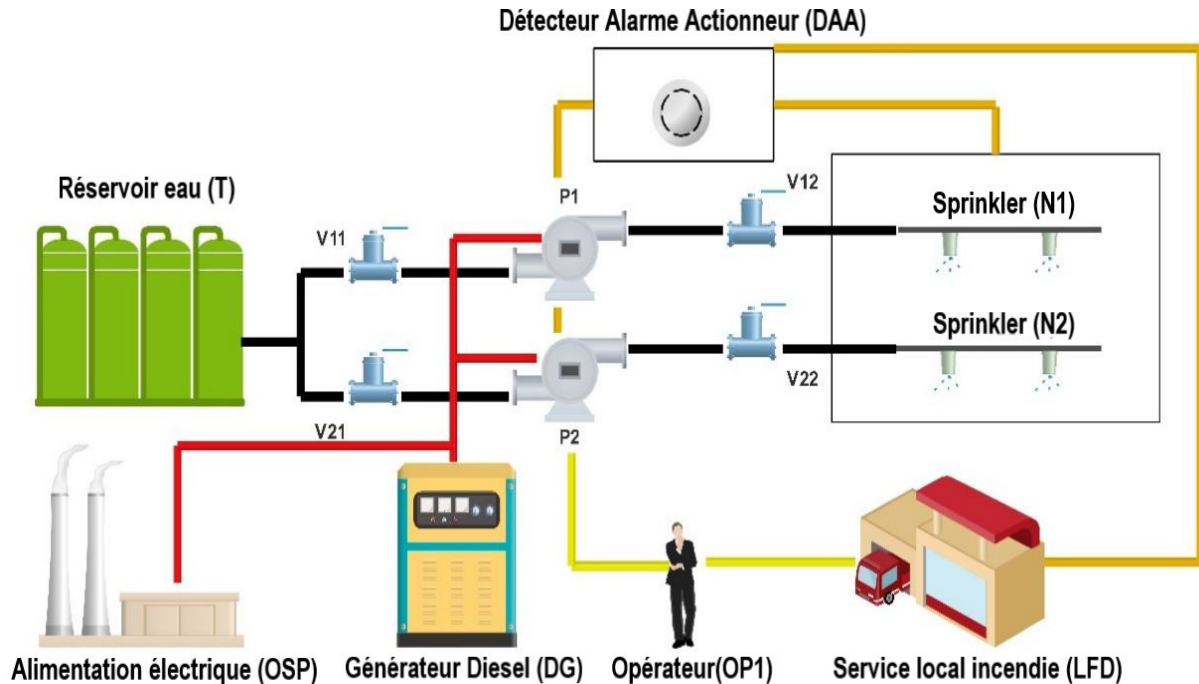 Détecteur Alarme Actionneur (DAA)
Réservoir eau (T)
V11
P1
V12
Sprinkler (N1)
Sprinkler (N2)
V21
P2
V22
Alimentation électrique (OSP)
Générateur Diesel (DG)
Opérateur(OP1)
Service local incendie (LFD)